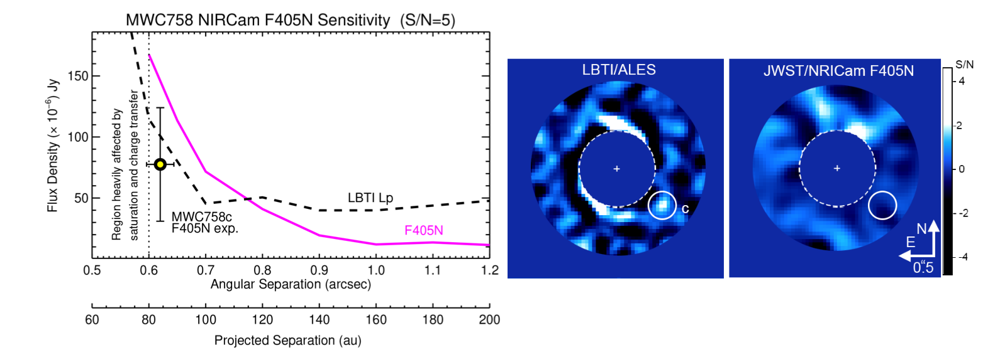 MWC758 NIRCam F405N Sensitivity (S/N=5)
Flux Density (× 10⁻⁶) Jy
150
100
50
Region heavily affected by
saturation and charge transfer
MWC758c
F405N exp.
LBTI Lp
F405N
0.5 0.6 0.7 0.8 0.9 1.0 1.1 1.2
Angular Separation (arcsec)
60 80 100 120 140 160 180 200
Projected Separation (au)
LBTI/ALES
c
JWST/NRICam F405N
N
E
0.5"
S/N
4
2
0
-2
-4